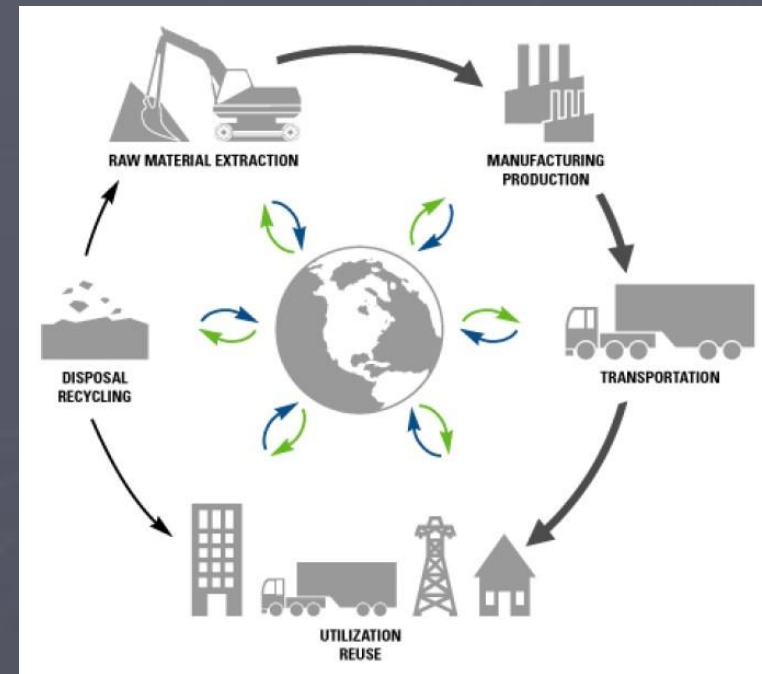 RAW MATERIAL EXTRACTION
MANUFACTURING
PRODUCTION
TRANSPORTATION
DISPOSAL
RECYCLING
UTILIZATION
REUSE